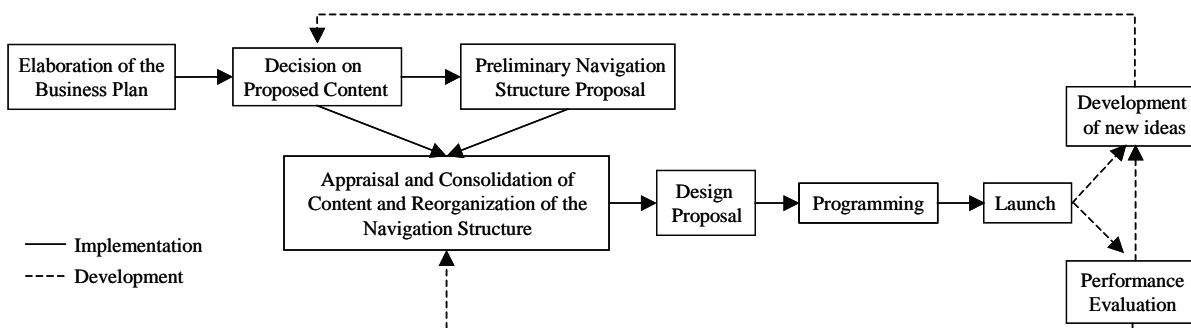 Elaboration of the
Business Plan
Decision on
Proposed Content
Preliminary Navigation
Structure Proposal
Development
of new ideas
Appraisal and Consolidation of
Content and Reorganization of the
Navigation Structure
Design
Proposal
Programming
Launch
Implementation
Development
Performance
Evaluation